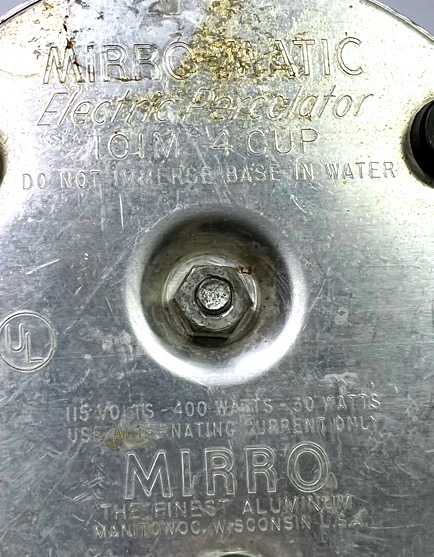 MIRRO-MATIC
Electric Percolator
101M 4 CUP
DO NOT IMMERSE BASE IN WATER
UL
115 VOLTS - 400 WATTS - 30 WATTS
USE ALTERNATING CURRENT ONLY
MIRRO
THE FINEST ALUMINUM
MANITOWOC, WISCONSIN U.S.A.